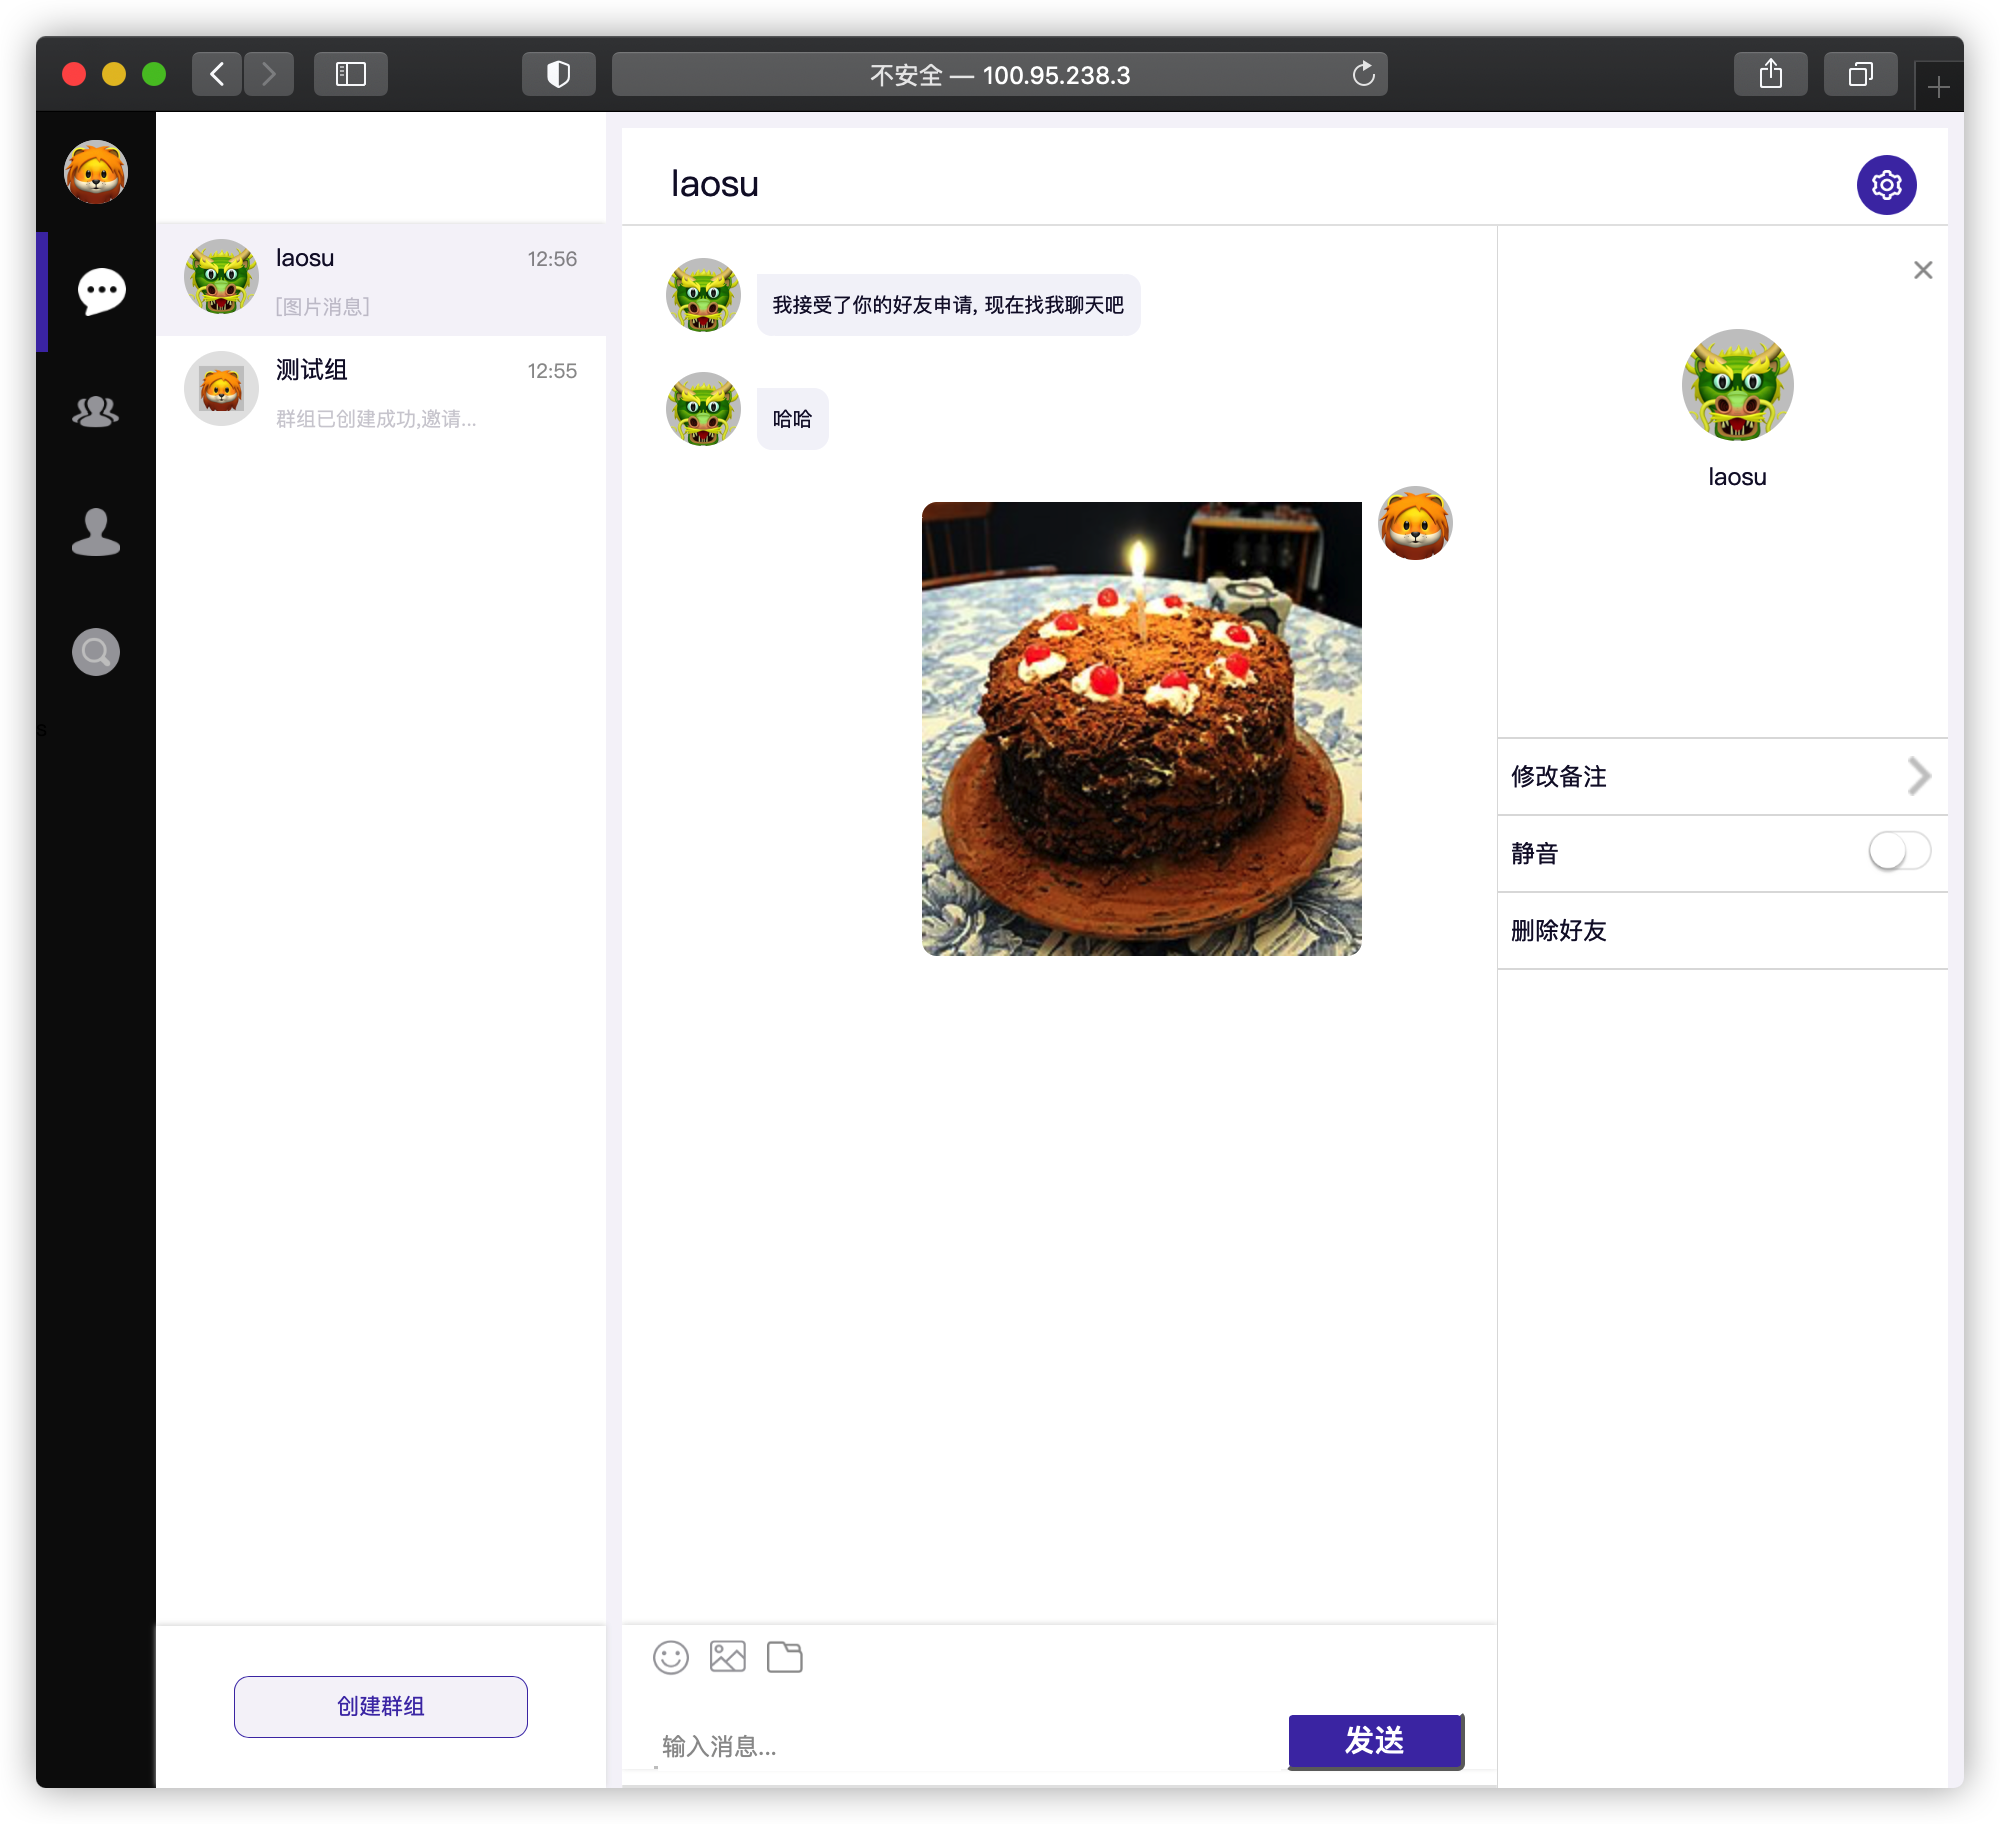 不安全 — 100.95.238.3
laosu
12:56
[图片消息]
测试组
12:55
群组已创建成功,邀请...
s
创建群组
laosu
我接受了你的好友申请, 现在找我聊天吧
哈哈
输入消息...
发送
laosu
修改备注
静音
删除好友